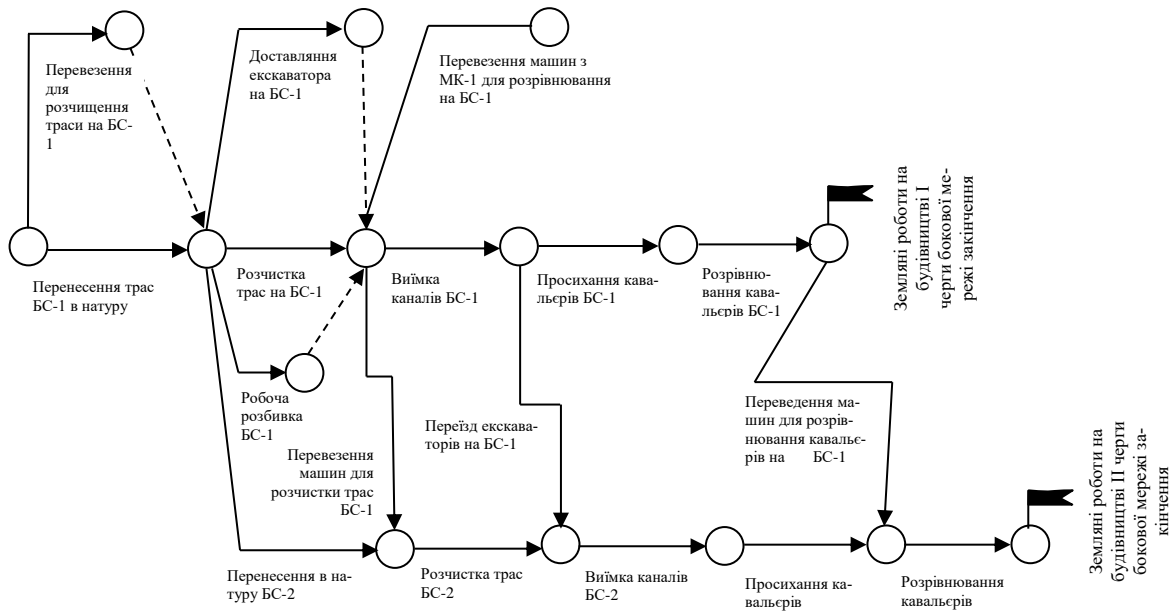 Перевезення
для
розчищення
траси на БС-
1
Доставляння
екскаватора
на БС-1
Перевезення машин з
МК-1 для розрівнювання
на БС-1
Перенесення трас
БС-1 в натуру
Розчистка
трас на БС-1
Виїмка
каналів БС-1
Просихання кава-
льєрів БС-1
Розрівню-
вання кава-
льєрів БС-1
Земляні роботи на
будівництві І
черги бокової ме-
режі закінчення
Робоча
розбивка
БС-1
Перевезення
машин для
розчистки трас
БС-1
Переїзд екскава-
торів на БС-1
Переведення ма-
шин для розрів-
нювання кавальє-
рів на БС-1
Земляні роботи на
будівництві ІІ черги
бокової мережі за-
кінчення
Перенесення в на-
туру БС-2
Розчистка трас
БС-2
Виїмка каналів
БС-2
Просихання ка-
вальєрів
Розрівнювання
кавальєрів